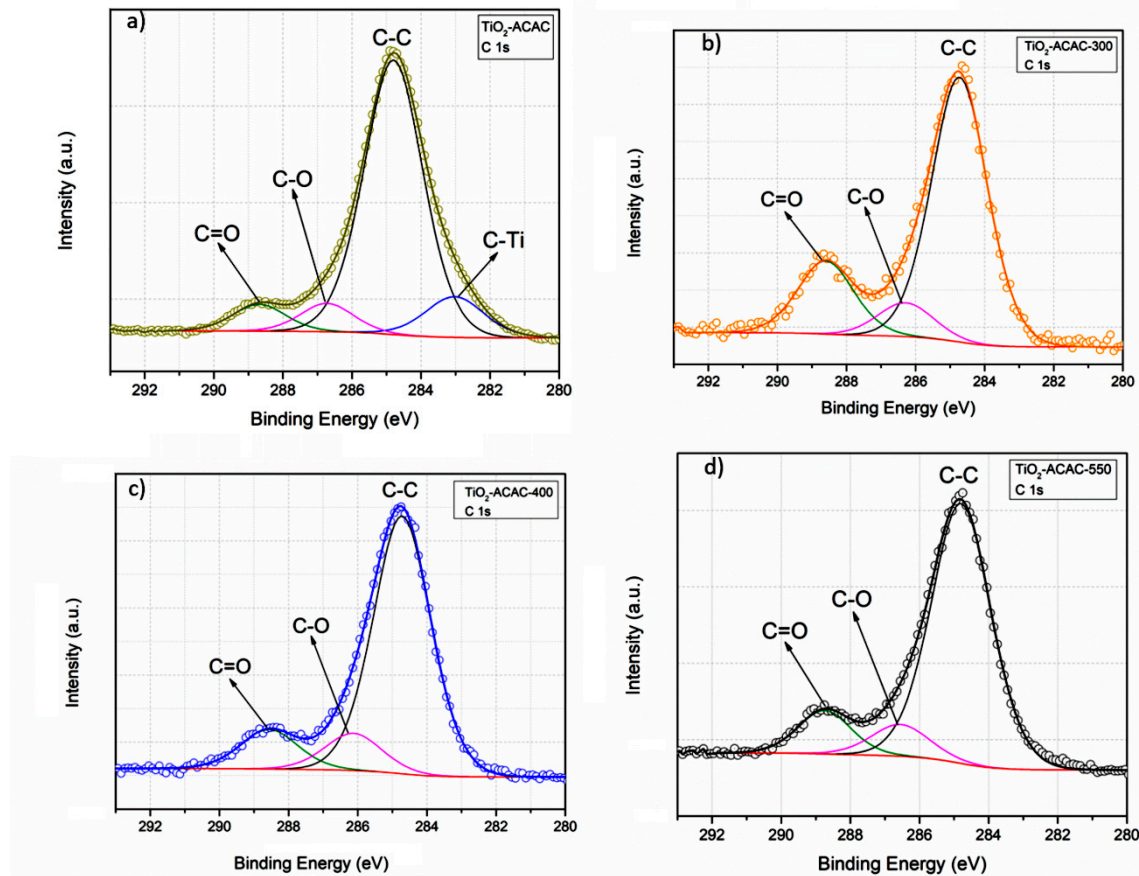 a)
TiO₂-ACAC
C 1s
C-C
C-O
C=O
C-Ti
Intensity (a.u.)
292 290 288 286 284 282 280
Binding Energy (eV)
b)
TiO₂-ACAC-300
C 1s
C-C
C=O
C-O
Intensity (a.u.)
292 290 288 286 284 282 280
Binding Energy (eV)
c)
TiO₂-ACAC-400
C 1s
C-C
C-O
C=O
Intensity (a.u.)
292 290 288 286 284 282 280
Binding Energy (eV)
d)
TiO₂-ACAC-550
C 1s
C-C
C-O
C=O
Intensity (a.u.)
292 290 288 286 284 282 280
Binding Energy (eV)